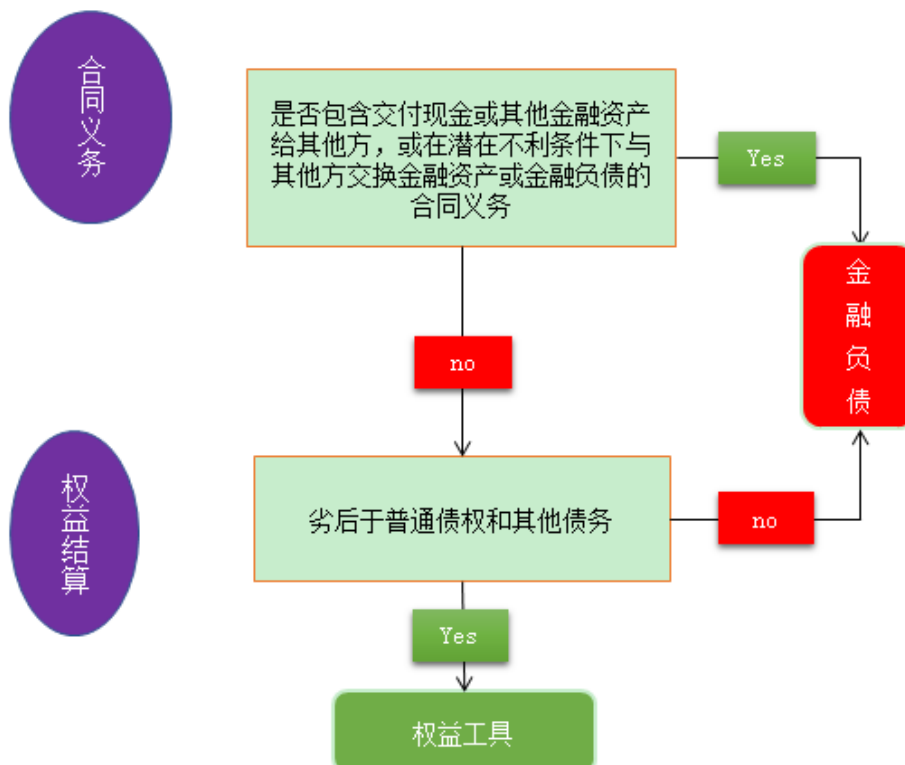 合同义务
是否包含交付现金或其他金融资产
给其他方，或在潜在不利条件下与
其他方交换金融资产或金融负债的
合同义务
Yes
金融负债
no
权益结算
劣后于普通债权和其他债务
no
Yes
权益工具